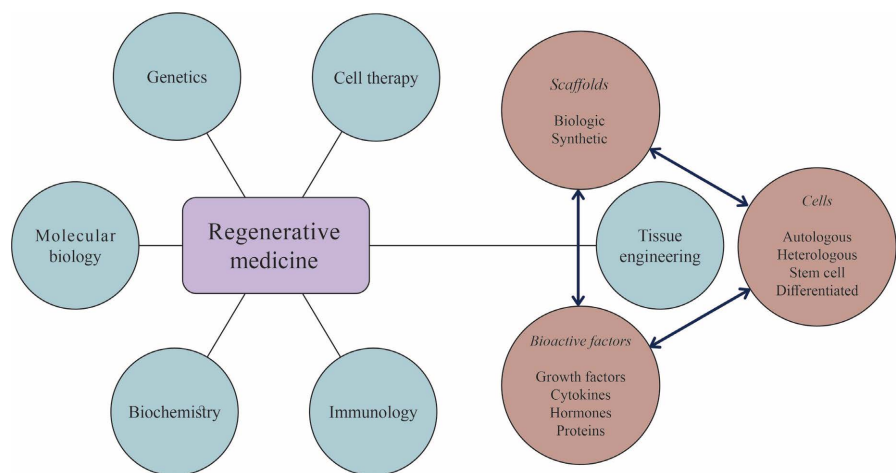 Genetics
Cell therapy
Molecular
biology
Regenerative
medicine
Biochemistry
Immunology
Scaffolds
Biologic
Synthetic
Tissue
engineering
Cells
Autologous
Heterologous
Stem cell
Differentiated
Bioactive factors
Growth factors
Cytokines
Hormones
Proteins